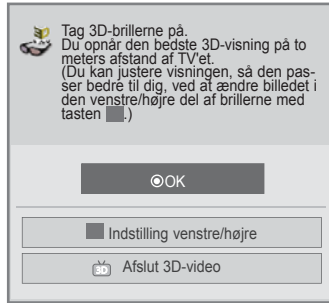 Tag 3D-brillerne på.
Du opnår den bedste 3D-visning på to
meters afstand af TV'et.
(Du kan justere visningen, så den pas-
ser bedre til dig, ved at ændre billedet i
den venstre/højre del af brillerne med
tasten .)
OK
Indstilling venstre/højre
3D Afslut 3D-video